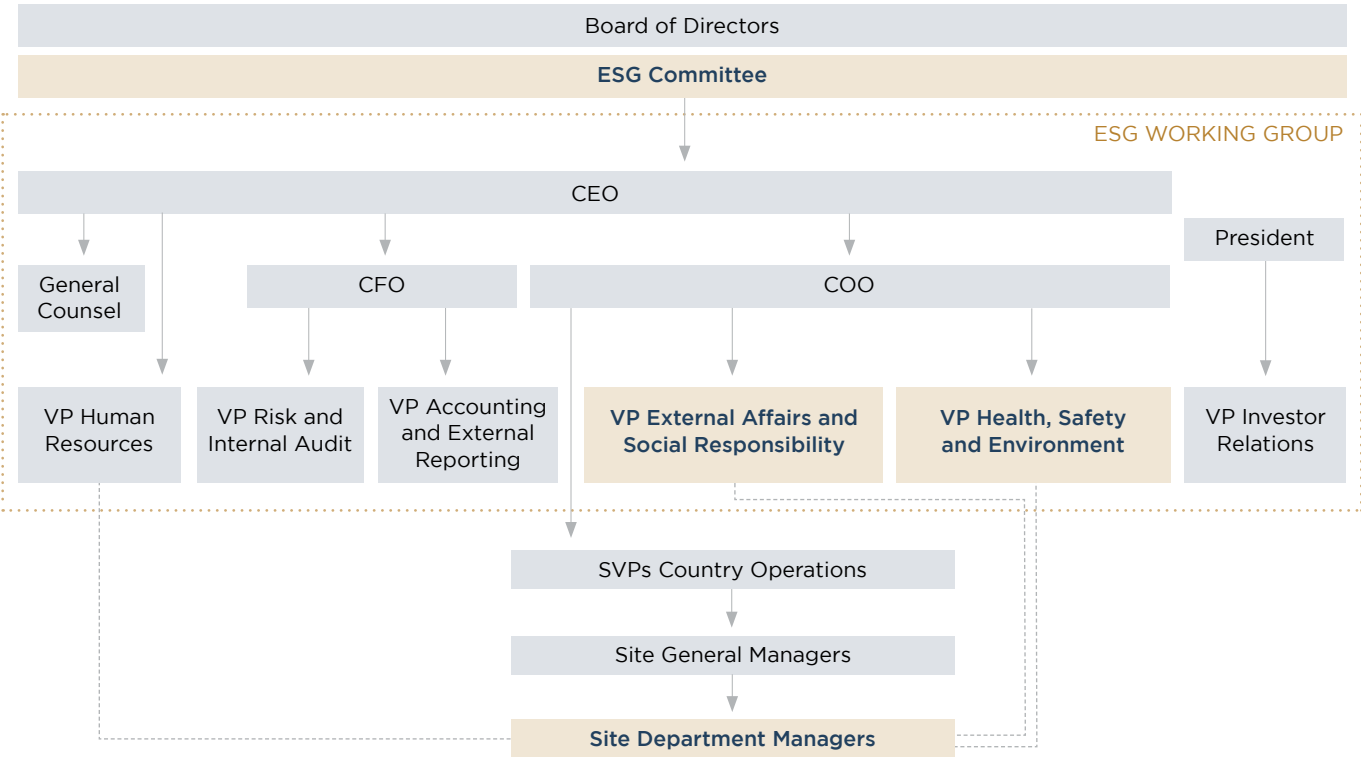 Board of Directors
ESG Committee
ESG WORKING GROUP
CEO
President
General
Counsel
CFO
COO
VP Human
Resources
VP Risk and
Internal Audit
VP Accounting
and External
Reporting
VP External Affairs and
Social Responsibility
VP Health, Safety
and Environment
VP Investor
Relations
SVPs Country Operations
Site General Managers
Site Department Managers